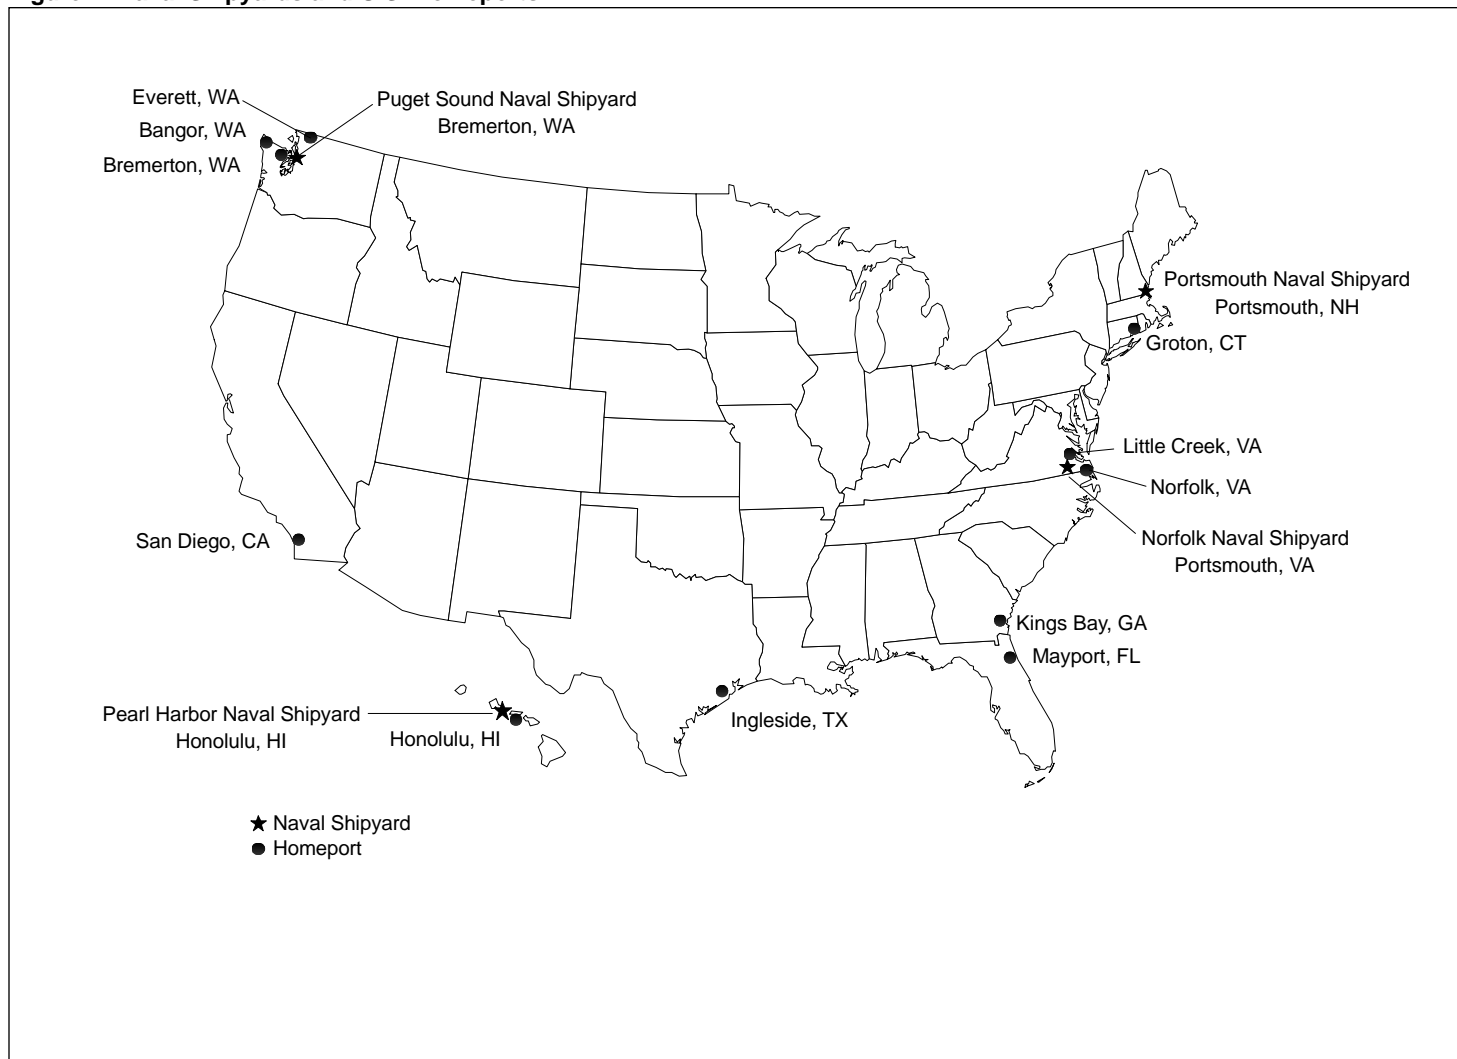 Everett, WA
Puget Sound Naval Shipyard
Bremerton, WA
Bangor, WA
Bremerton, WA
Portsmouth Naval Shipyard
Portsmouth, NH
Groton, CT
Little Creek, VA
Norfolk, VA
Norfolk Naval Shipyard
Portsmouth, VA
San Diego, CA
Kings Bay, GA
Mayport, FL
Ingleside, TX
Pearl Harbor Naval Shipyard
Honolulu, HI
Honolulu, HI
Naval Shipyard
Homeport